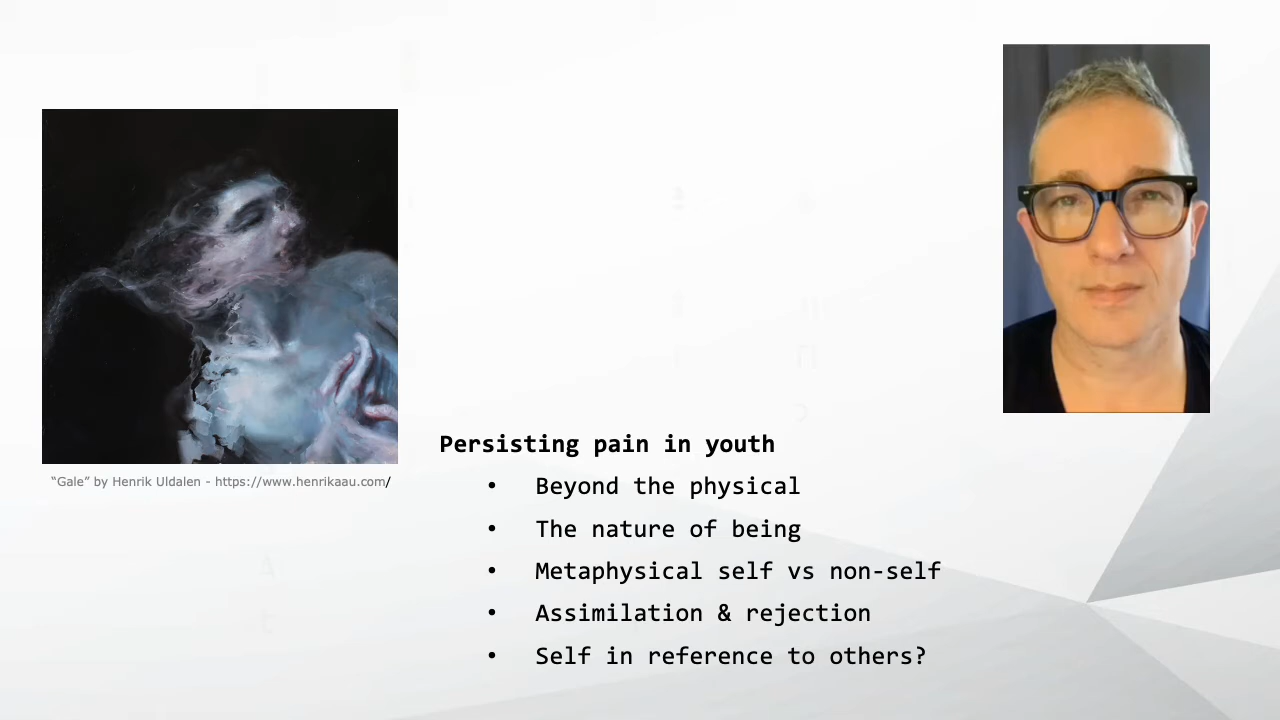 “Gale” by Henrik Uldalen - https://www.henrikaau.com/
Persisting pain in youth
• Beyond the physical
• The nature of being
• Metaphysical self vs non-self
• Assimilation & rejection
• Self in reference to others?